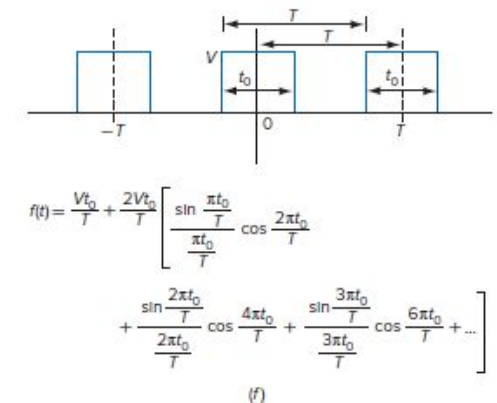 T
T
V
t₀
t₀
−T
0
T
f(t) = Vt₀/T + 2Vt₀/T [ (sin πt₀/T)/(πt₀/T) cos 2πt₀/T
+ (sin 2πt₀/T)/(2πt₀/T) cos 4πt₀/T + (sin 3πt₀/T)/(3πt₀/T) cos 6πt₀/T + ... ]
(f)